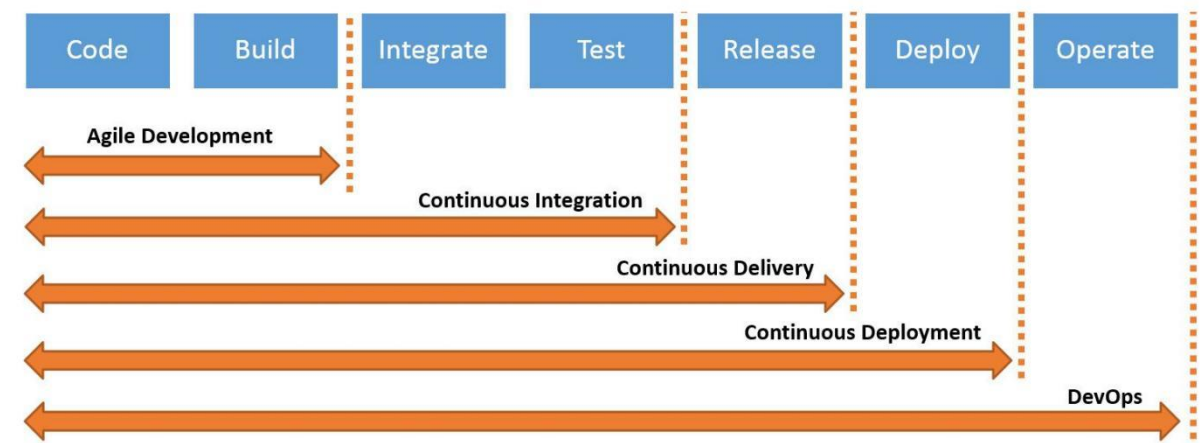 Code Build Integrate Test Release Deploy Operate
Agile Development
Continuous Integration
Continuous Delivery
Continuous Deployment
DevOps